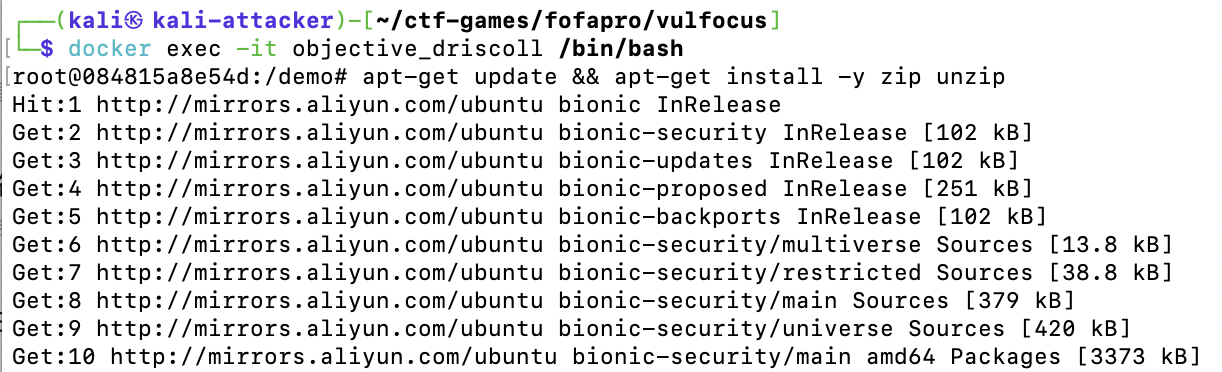 ┌──(kali㉿kali-attacker)-[~/ctf-games/fofapro/vulfocus]
└─$ docker exec -it objective_driscoll /bin/bash
root@084815a8e54d:/demo# apt-get update && apt-get install -y zip unzip
Hit:1 http://mirrors.aliyun.com/ubuntu bionic InRelease
Get:2 http://mirrors.aliyun.com/ubuntu bionic-security InRelease [102 kB]
Get:3 http://mirrors.aliyun.com/ubuntu bionic-updates InRelease [102 kB]
Get:4 http://mirrors.aliyun.com/ubuntu bionic-proposed InRelease [251 kB]
Get:5 http://mirrors.aliyun.com/ubuntu bionic-backports InRelease [102 kB]
Get:6 http://mirrors.aliyun.com/ubuntu bionic-security/multiverse Sources [13.8 kB]
Get:7 http://mirrors.aliyun.com/ubuntu bionic-security/restricted Sources [38.8 kB]
Get:8 http://mirrors.aliyun.com/ubuntu bionic-security/main Sources [379 kB]
Get:9 http://mirrors.aliyun.com/ubuntu bionic-security/universe Sources [420 kB]
Get:10 http://mirrors.aliyun.com/ubuntu bionic-security/main amd64 Packages [3373 kB]